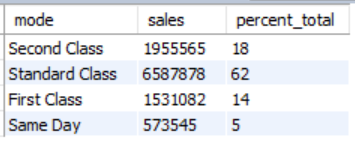 mode sales percent_total
Second Class 1955565 18
Standard Class 6587878 62
First Class 1531082 14
Same Day 573545 5